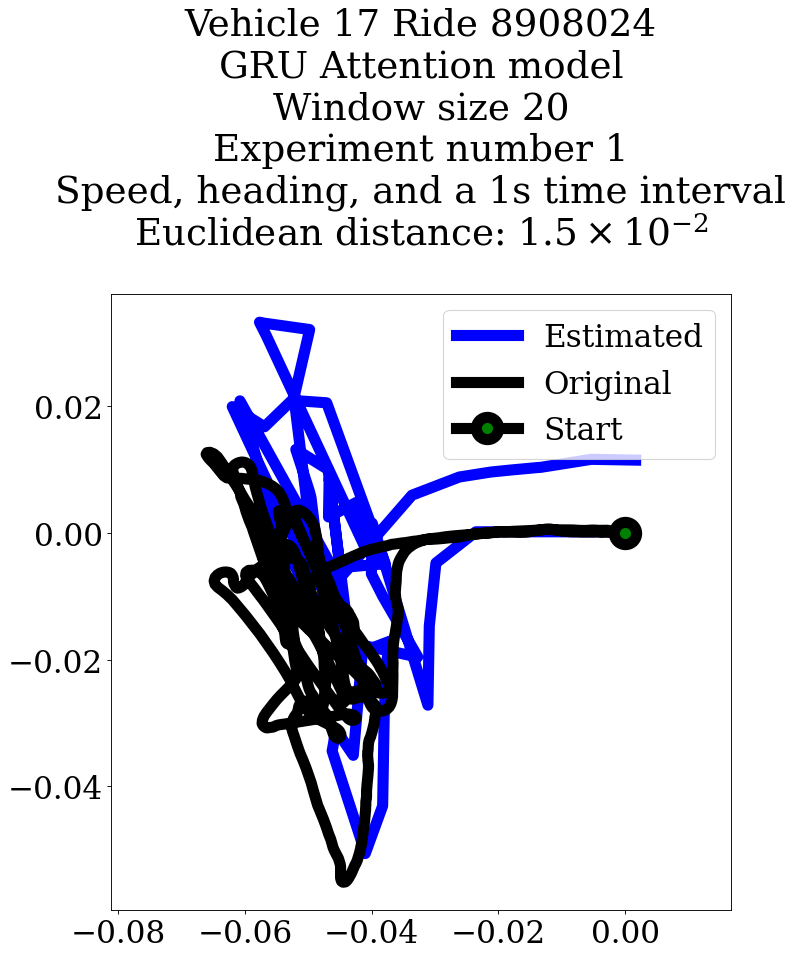 Vehicle 17 Ride 8908024
GRU Attention model
Window size 20
Experiment number 1
Speed, heading, and a 1s time interval
Euclidean distance: 1.5 × 10⁻²
Estimated
Original
Start
0.02
0.00
−0.02
−0.04
−0.08
−0.06
−0.04
−0.02
0.00